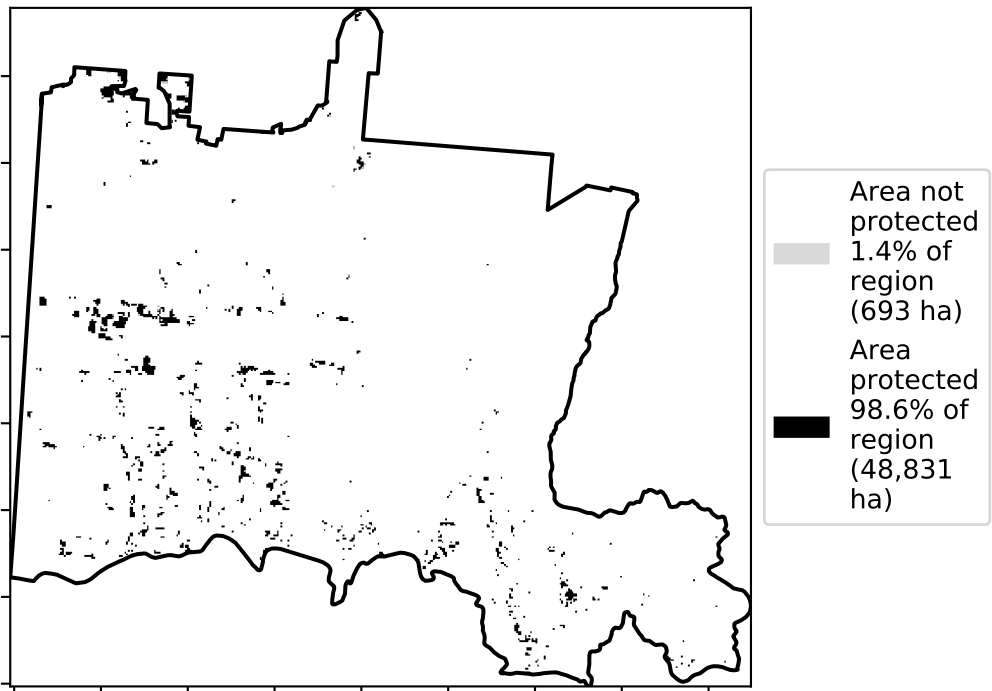 Area not
protected
1.4% of
region
(693 ha)
Area
protected
98.6% of
region
(48,831
ha)